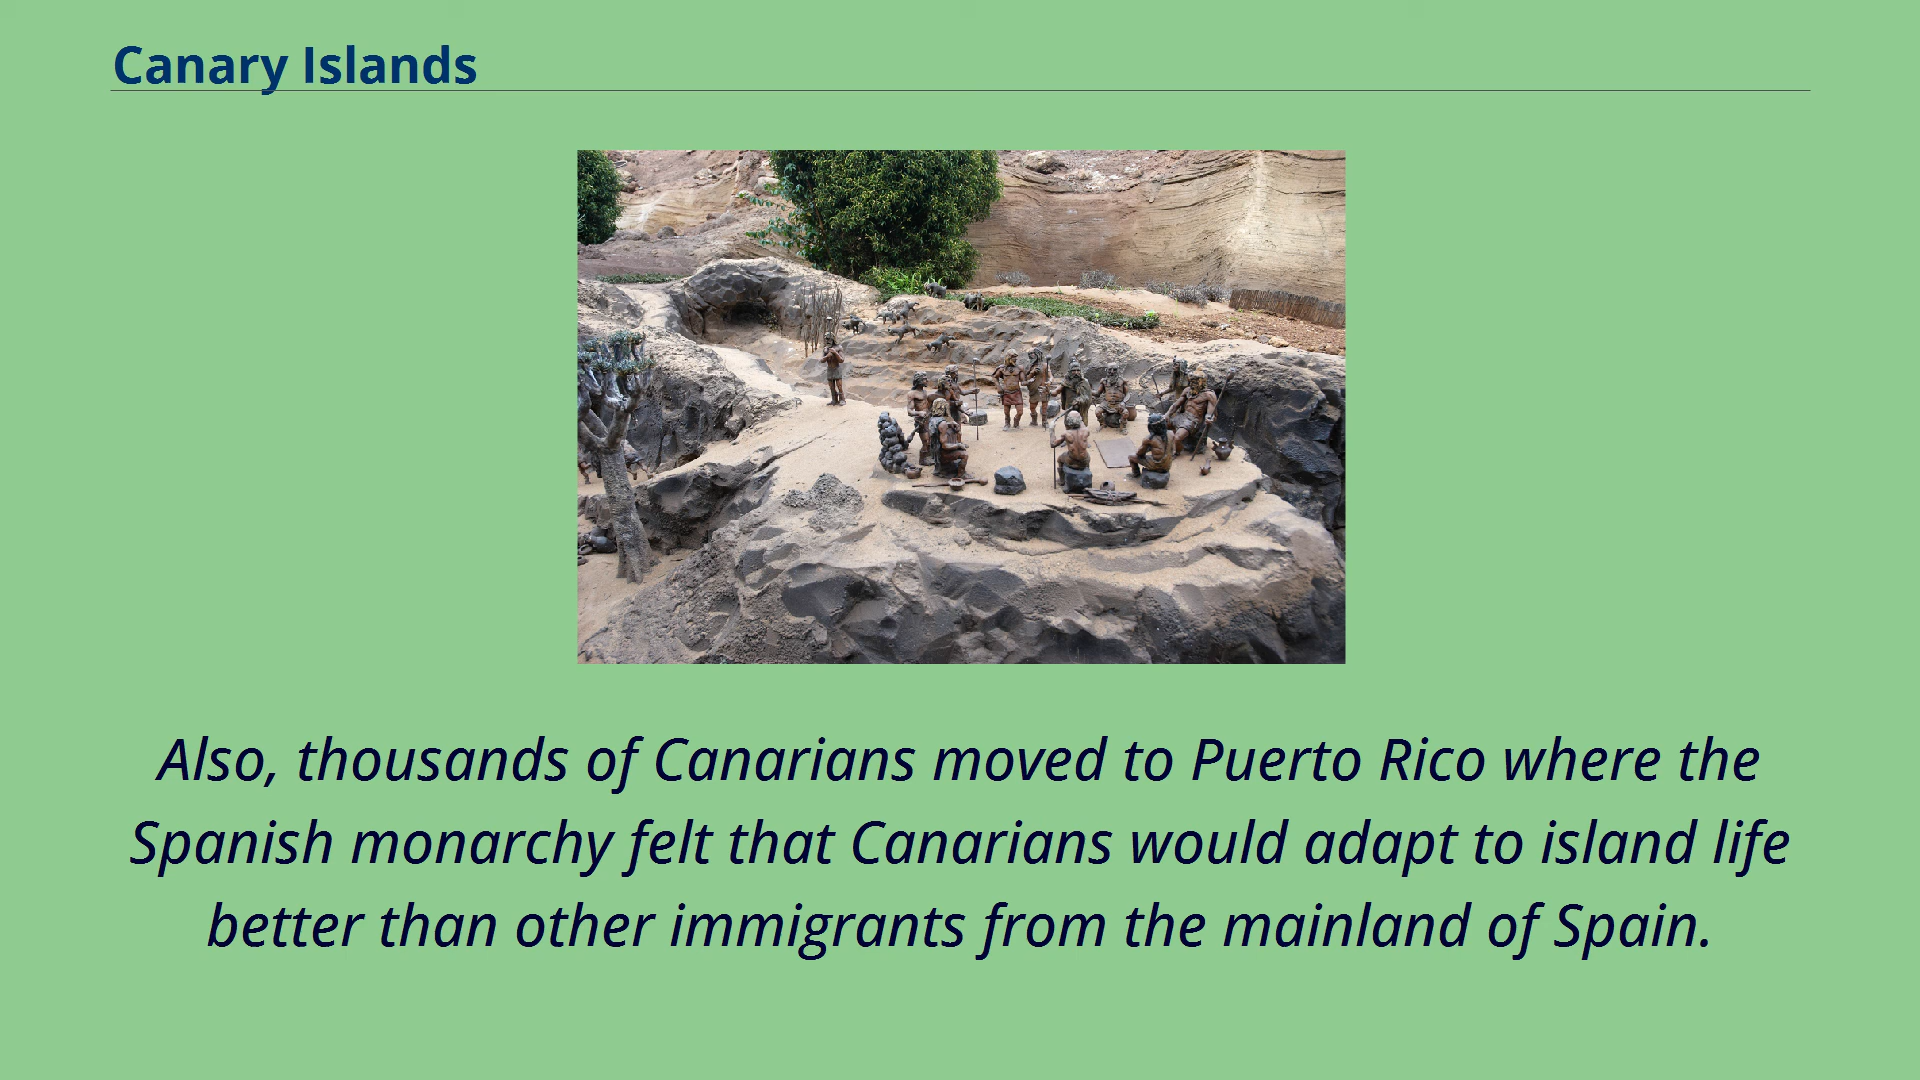 Canary Islands
Also, thousands of Canarians moved to Puerto Rico where the
Spanish monarchy felt that Canarians would adapt to island life
better than other immigrants from the mainland of Spain.